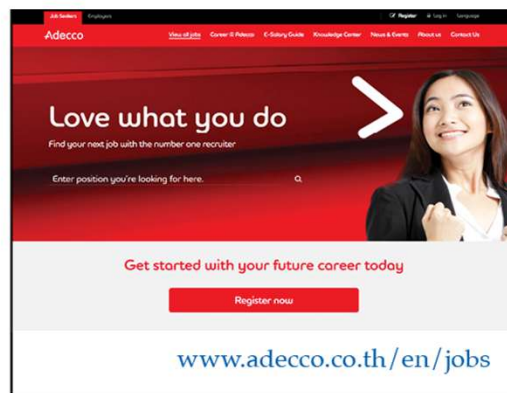 Job Seekers Employers Register Log in Language
Adecco View all jobs Career @ Adecco E-Salary Guide Knowledge Center News & Events About us Contact Us
Love what you do
Find your next job with the number one recruiter
Enter position you're looking for here.
Get started with your future career today
Register now
www.adecco.co.th/en/jobs